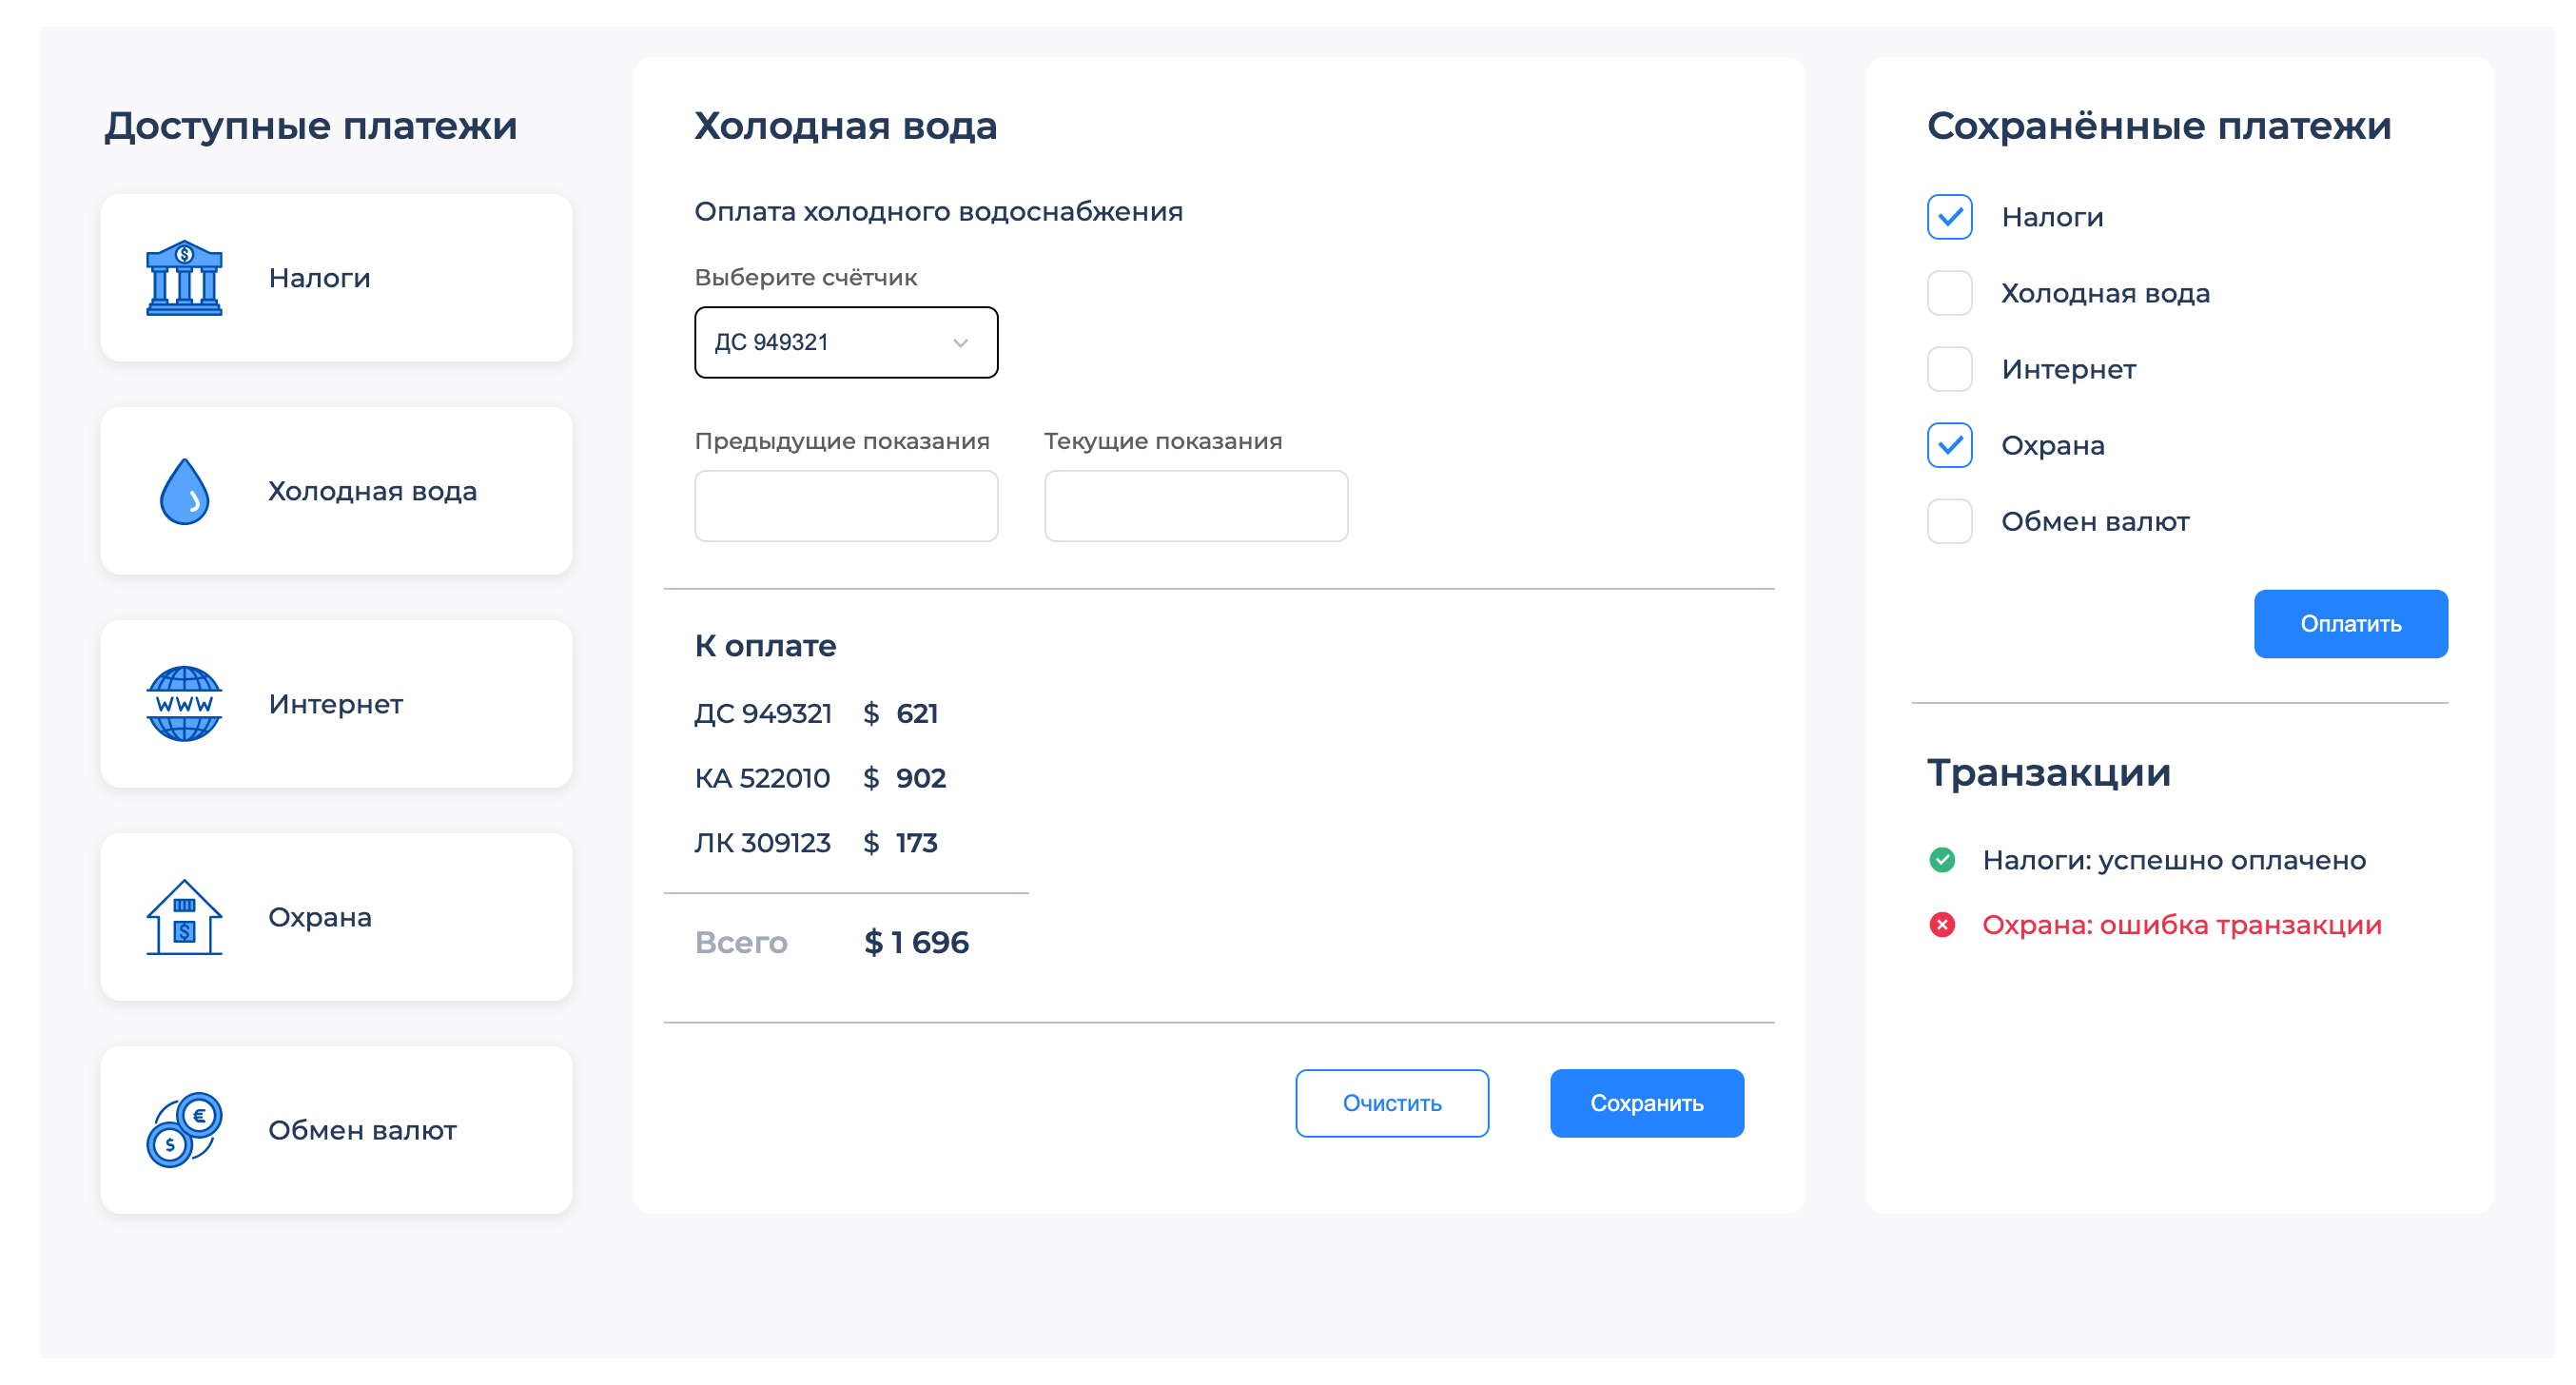 Доступные платежи
Налоги
Холодная вода
WWW
Интернет
$
Охрана
€
$
Обмен валют
Холодная вода
Оплата холодного водоснабжения
Выберите счётчик
ДС 949321
Предыдущие показания Текущие показания
К оплате
ДС 949321 $ 621
КА 522010 $ 902
ЛК 309123 $ 173
Всего $ 1 696
Очистить Сохранить
Сохранённые платежи
Налоги
Холодная вода
Интернет
Охрана
Обмен валют
Оплатить
Транзакции
Налоги: успешно оплачено
Охрана: ошибка транзакции